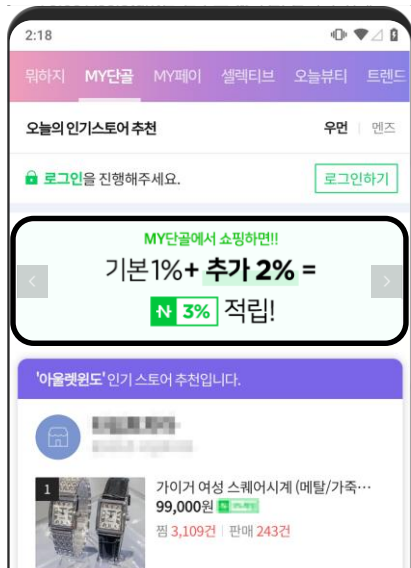 2:18
뭐하지 MY단골 MY페이 셀렉티브 오늘뷰티 트렌드
오늘의 인기스토어 추천 우먼 멘즈
로그인을 진행해주세요. 로그인하기
MY단골에서 쇼핑하면!!
기본1%+ 추가 2% =
N 3% 적립!
'아울렛윈도' 인기 스토어 추천입니다.
1 가이거 여성 스퀘어시계 (메탈/가죽…
99,000원
찜 3,109건 판매 243건